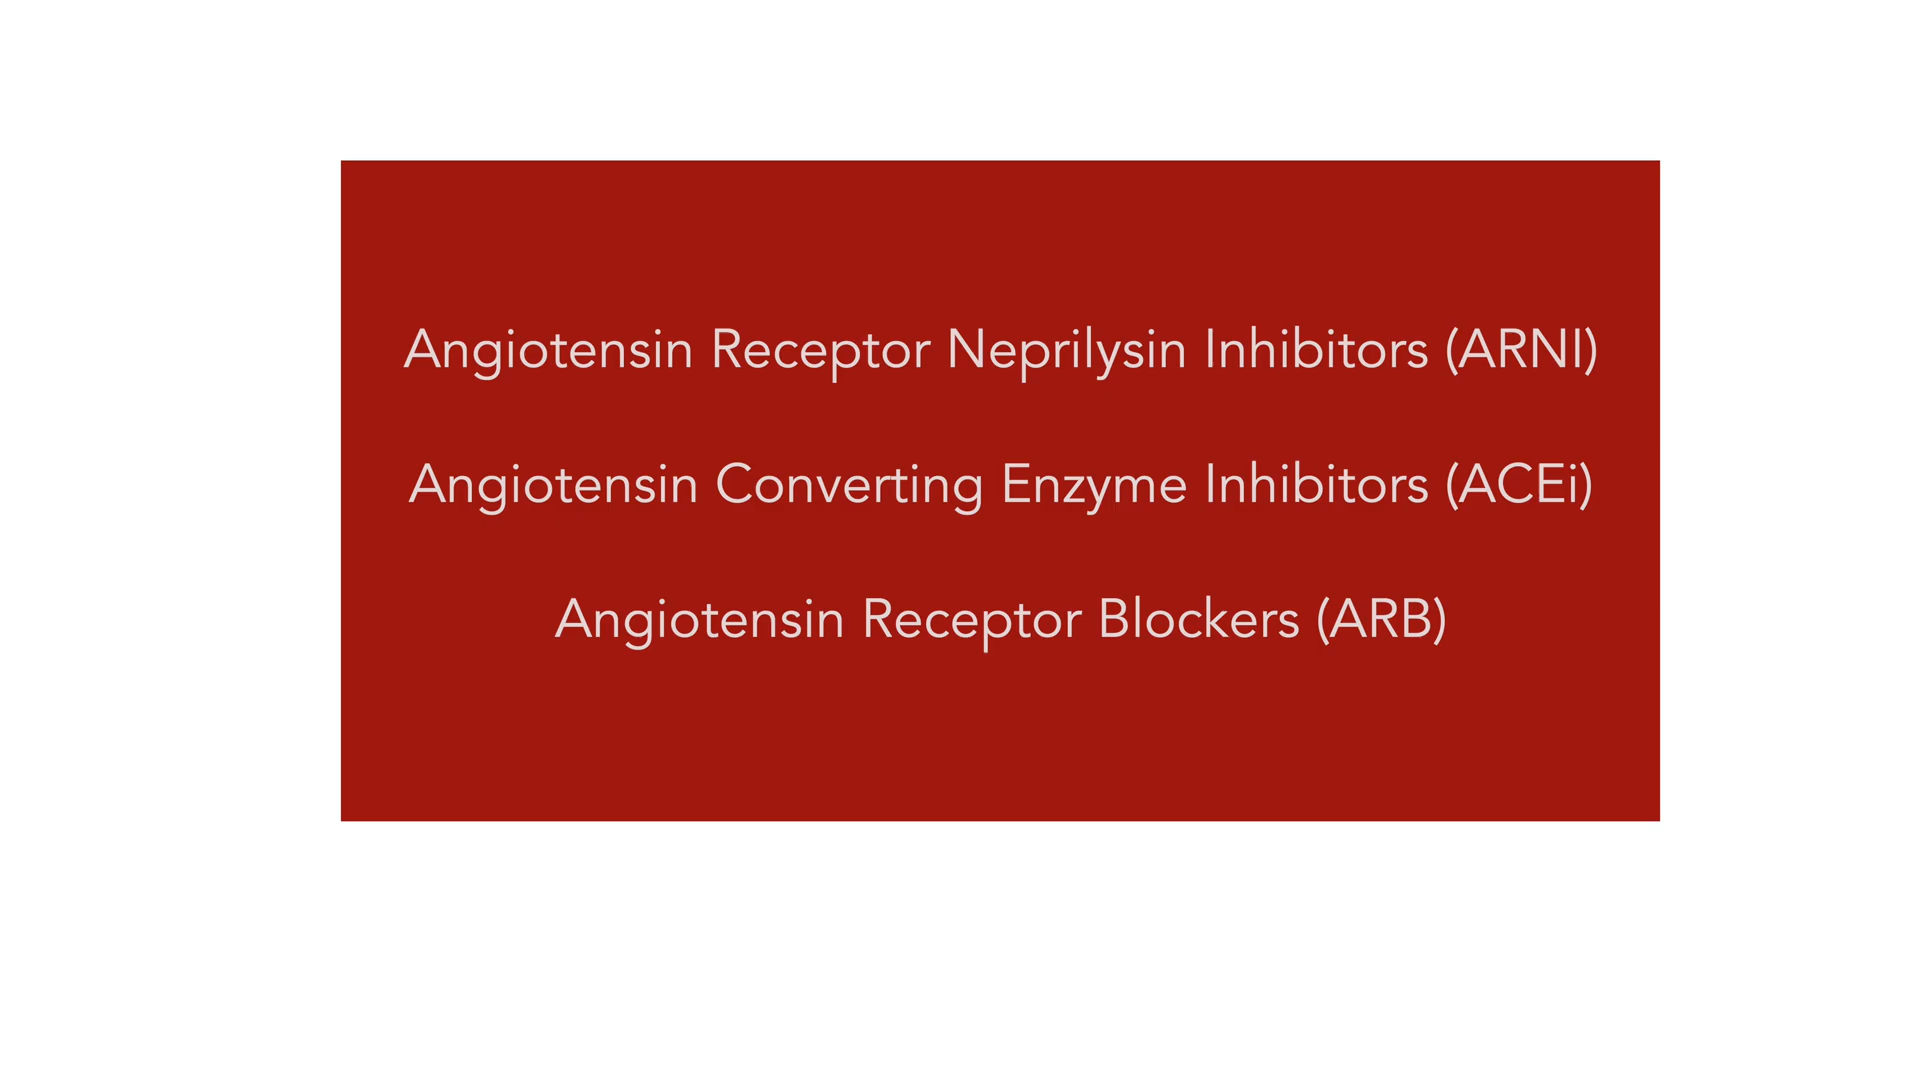 Angiotensin Receptor Neprilysin Inhibitors (ARNI)
Angiotensin Converting Enzyme Inhibitors (ACEi)
Angiotensin Receptor Blockers (ARB)